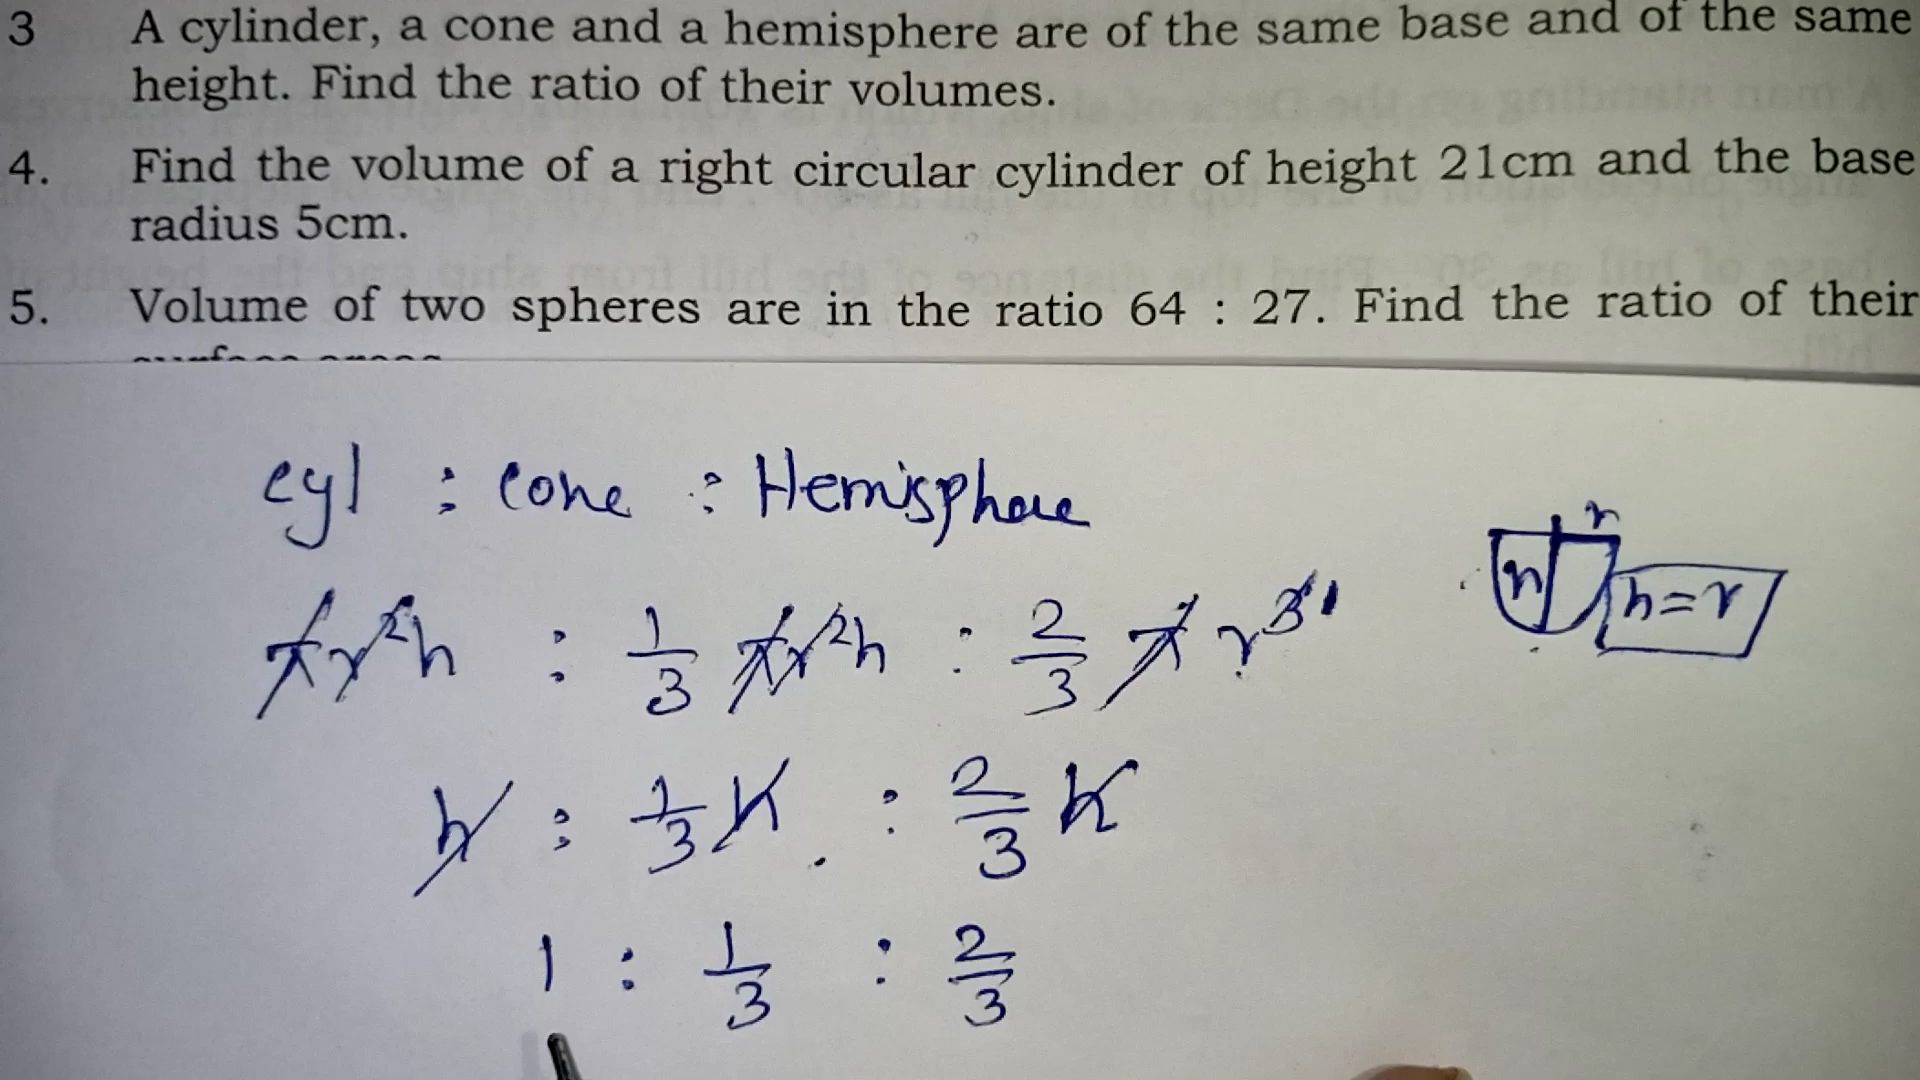 3 A cylinder, a cone and a hemisphere are of the same base and of the same
height. Find the ratio of their volumes.
4. Find the volume of a right circular cylinder of height 21cm and the base
radius 5cm.
5. Volume of two spheres are in the ratio 64 : 27. Find the ratio of their
cyl : cone : Hemisphere
πr²h : 1/3 πr²h : 2/3 πr³ 1
r
h h=r
h : 1/3 h : 2/3 h
1 : 1/3 : 2/3